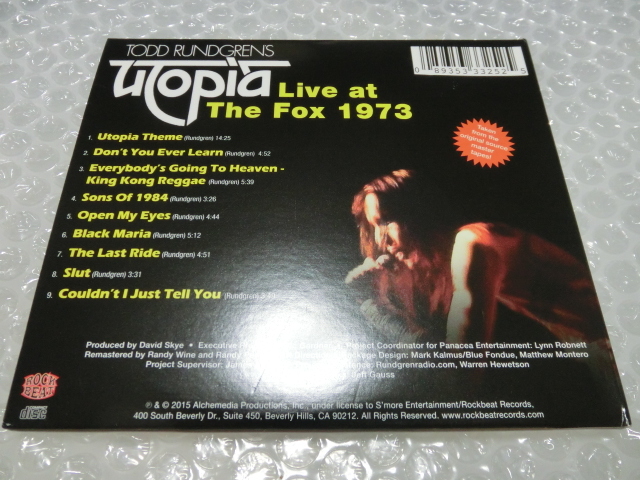 TODD RUNDGREN'S
utopia
Live at
The Fox 1973
0 89353 33252 5
Taken
from the
original source
master
tapes!
1. Utopia Theme (Rundgren) 14:25
2. Don't You Ever Learn (Rundgren) 4:52
3. Everybody's Going To Heaven -
King Kong Reggae (Rundgren) 5:39
4. Sons Of 1984 (Rundgren) 3:26
5. Open My Eyes (Rundgren) 4:44
6. Black Maria (Rundgren) 5:12
7. The Last Ride (Rundgren) 4:51
8. Slut (Rundgren) 3:31
9. Couldn't I Just Tell You (Rundgren)
Produced by David Skye • Executive Project Coordinator for Panacea Entertainment: Lynn Robnett
Remastered by Randy Wine and Randy Design: Mark Kalmus/Blue Fondue, Matthew Montero
Project Supervisor: Rundgrenradio.com, Warren Hewetson
Gauss
ROCK
BEAT
disc
℗ & © 2015 Alchemedia Productions, Inc., under license to S'more Entertainment/Rockbeat Records,
400 South Beverly Dr., Suite 450, Beverly Hills, CA 90212. All Rights Reserved. www.rockbeatrecords.com